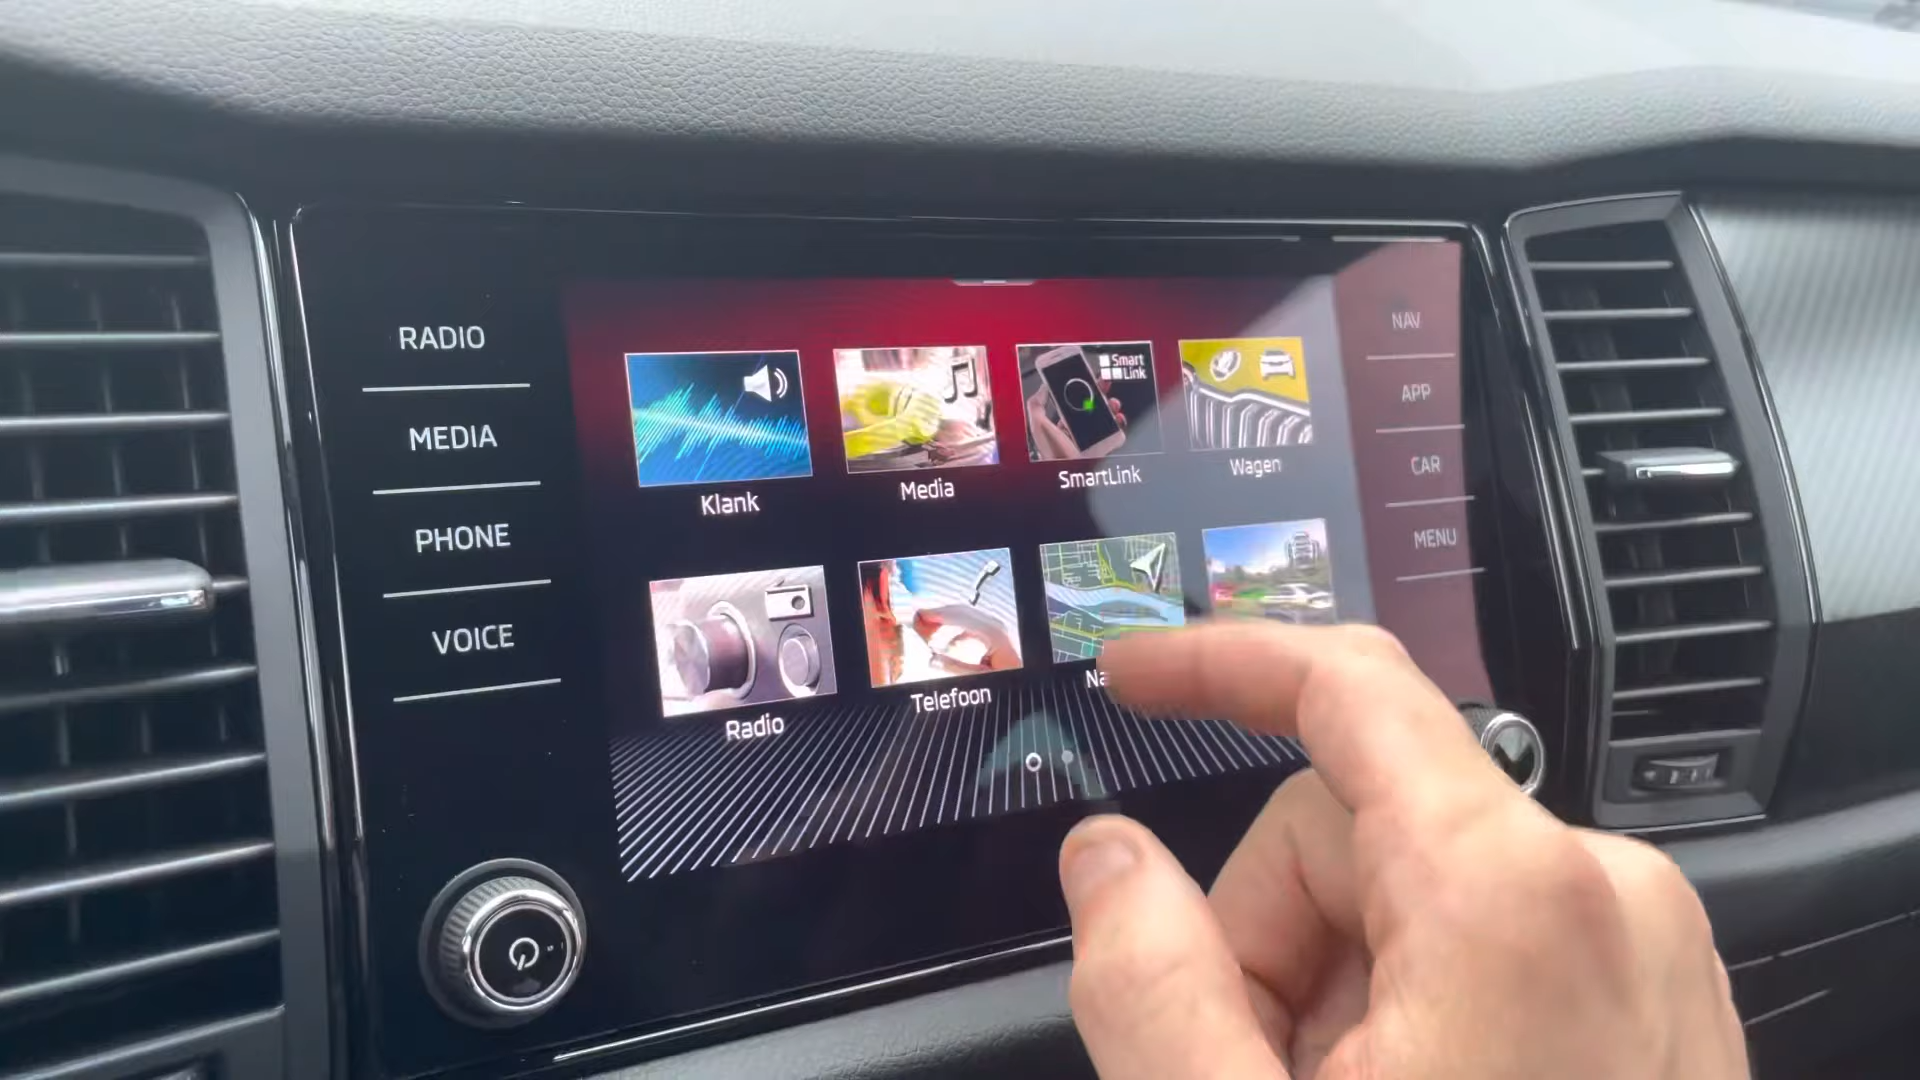 RADIO
MEDIA
PHONE
VOICE
Smart
Link
Klank
Media
SmartLink
Wagen
Radio
Telefoon
NAV
APP
CAR
MENU